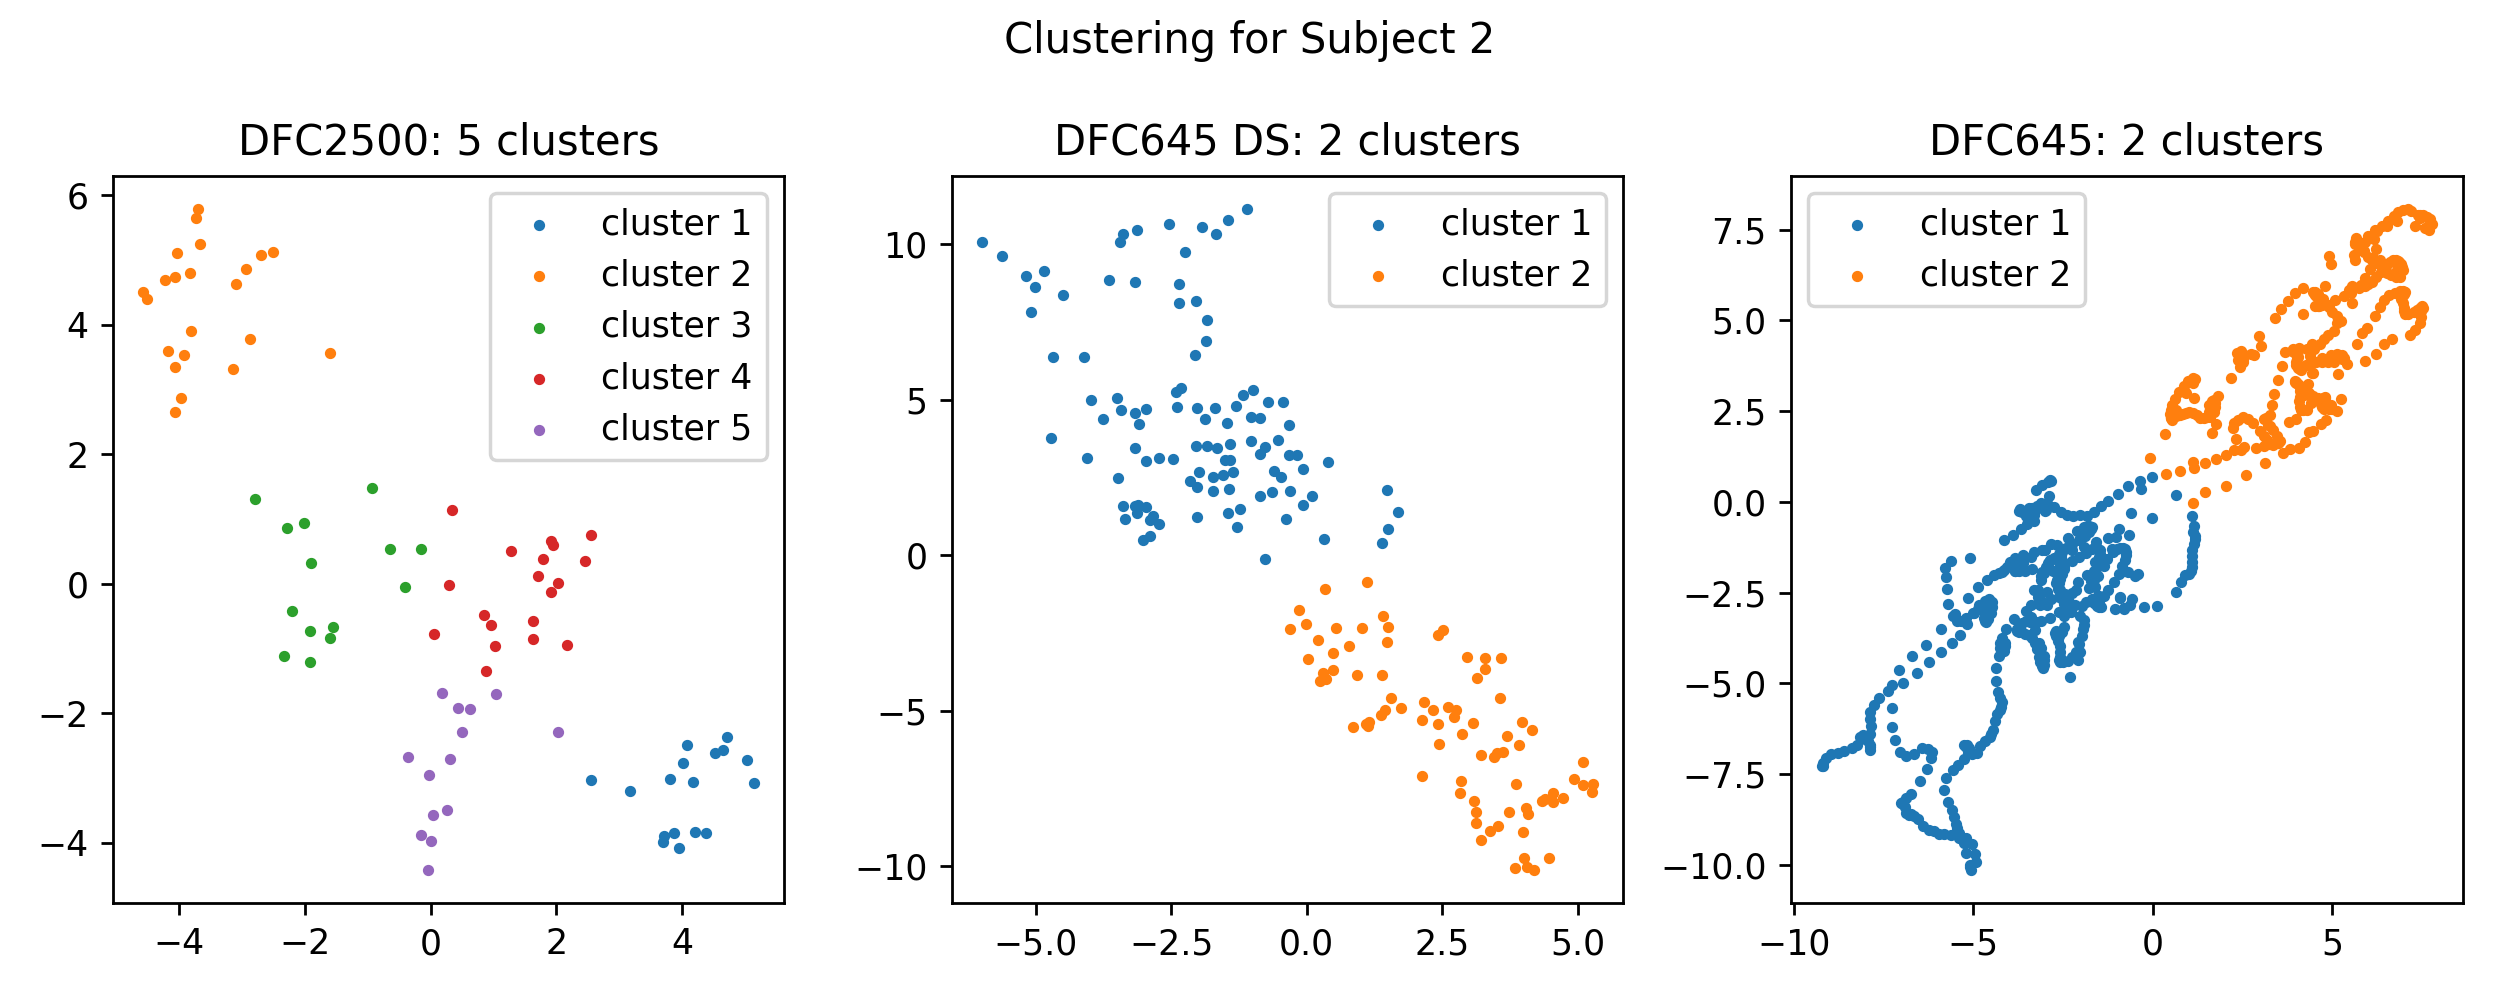 Clustering for Subject 2
DFC2500: 5 clusters
6
4
2
0
−2
−4
−4
−2
0
2
4
cluster 1
cluster 2
cluster 3
cluster 4
cluster 5
DFC645 DS: 2 clusters
10
5
0
−5
−10
−5.0
−2.5
0.0
2.5
5.0
cluster 1
cluster 2
DFC645: 2 clusters
7.5
5.0
2.5
0.0
−2.5
−5.0
−7.5
−10.0
−10
−5
0
5
cluster 1
cluster 2